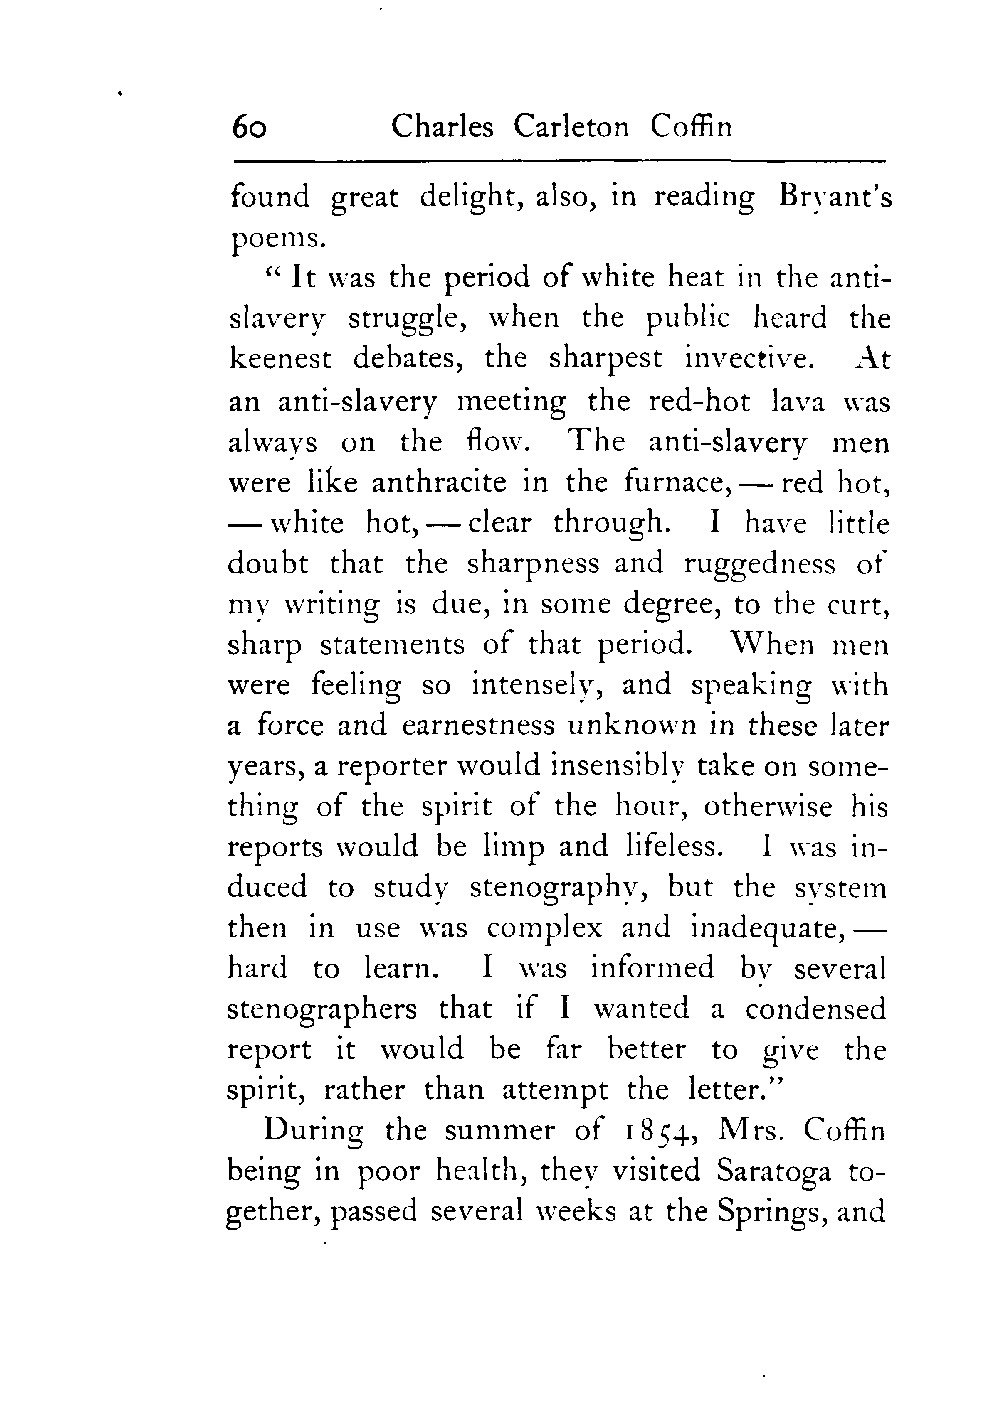 60 Charles Carleton Coffin
found great delight, also, in reading Bryant's
poems.
“ It was the period of white heat in the anti-
slavery struggle, when the public heard the
keenest debates, the sharpest invective. At
an anti-slavery meeting the red-hot lava was
always on the flow. The anti-slavery men
were like anthracite in the furnace, — red hot,
— white hot, — clear through. I have little
doubt that the sharpness and ruggedness of
my writing is due, in some degree, to the curt,
sharp statements of that period. When men
were feeling so intensely, and speaking with
a force and earnestness unknown in these later
years, a reporter would insensibly take on some-
thing of the spirit of the hour, otherwise his
reports would be limp and lifeless. I was in-
duced to study stenography, but the system
then in use was complex and inadequate, —
hard to learn. I was informed by several
stenographers that if I wanted a condensed
report it would be far better to give the
spirit, rather than attempt the letter.”
During the summer of 1854, Mrs. Coffin
being in poor health, they visited Saratoga to-
gether, passed several weeks at the Springs, and